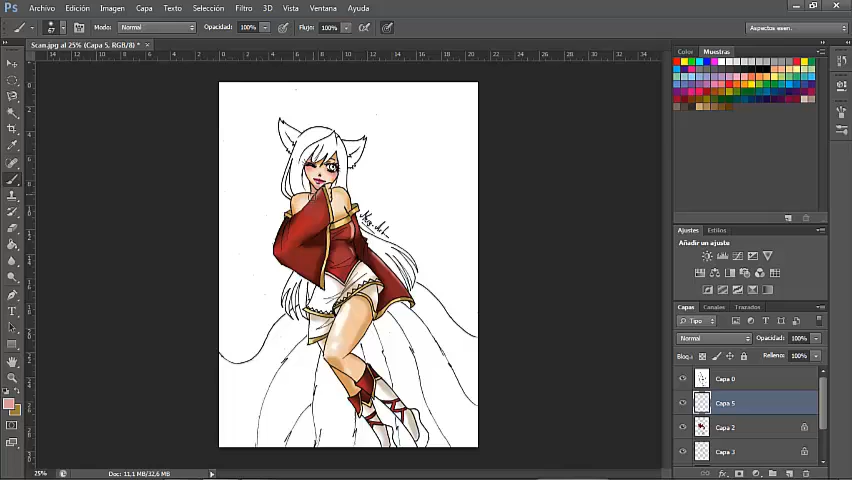 Ps Archivo Edición Imagen Capa Texto Selección Filtro 3D Vista Ventana Ayuda
67 Modo: Normal Opacidad: 100% Flujo: 100% Aspectos esen.
Scan.jpg al 25% (Capa 5, RGB/8) * ×
Color Muestras
Ajustes Estilos
Añadir un ajuste
Capas Canales Trazados
Tipo
Normal Opacidad: 100%
Bloq.: Relleno: 100%
Capa 0
Capa 5
Capa 2
Capa 3
25% Doc: 11,1 MB/32,6 MB